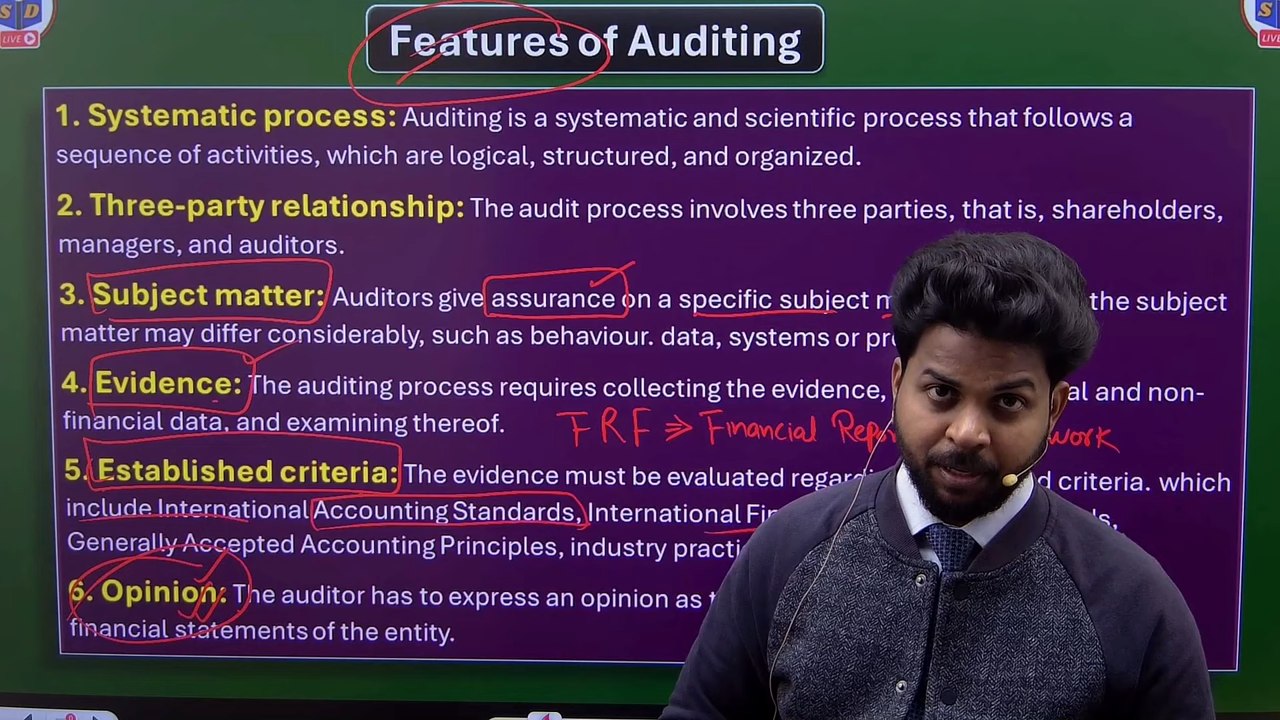 S D
LIVE
S
LIVE
Features of Auditing
1. Systematic process: Auditing is a systematic and scientific process that follows a
sequence of activities, which are logical, structured, and organized.
2. Three-party relationship: The audit process involves three parties, that is, shareholders,
managers, and auditors.
3. Subject matter: Auditors give assurance on a specific subject the subject
matter may differ considerably, such as behaviour. data, systems or
4. Evidence: The auditing process requires collecting the evidence, and non-
financial data, and examining thereof.
FRF ⇒ Financial
5. Established criteria: The evidence must be evaluated criteria. which
include International Accounting Standards, International
Generally Accepted Accounting Principles, industry
6. Opinion: The auditor has to express an opinion as
financial statements of the entity.